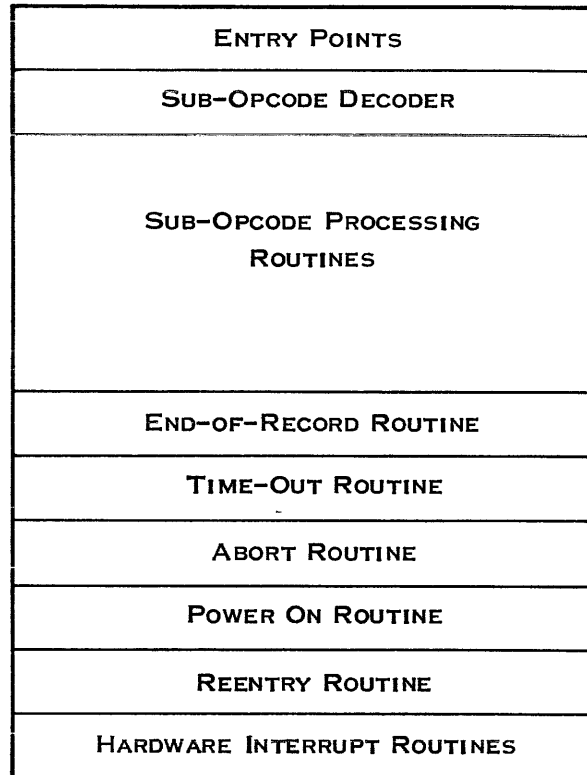 ENTRY POINTS
SUB-OPCODE DECODER
SUB-OPCODE PROCESSING
ROUTINES
END-OF-RECORD ROUTINE
TIME-OUT ROUTINE
ABORT ROUTINE
POWER ON ROUTINE
REENTRY ROUTINE
HARDWARE INTERRUPT ROUTINES